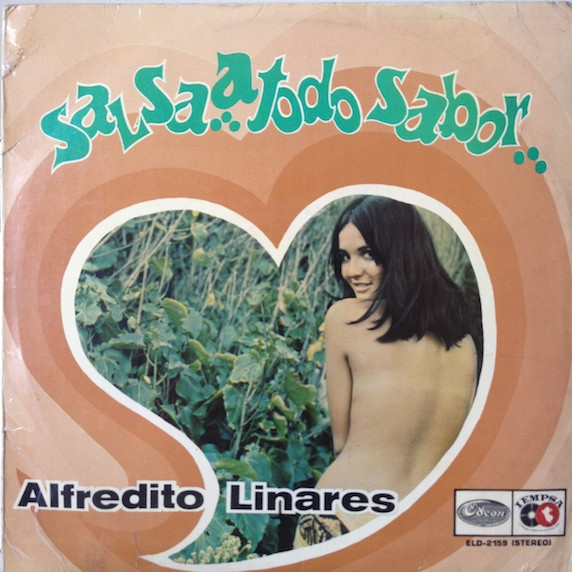 Salsa..a todo sabor...
Alfredito Linares
Odeon
IEMPSA
ELD-2159 (STEREO)